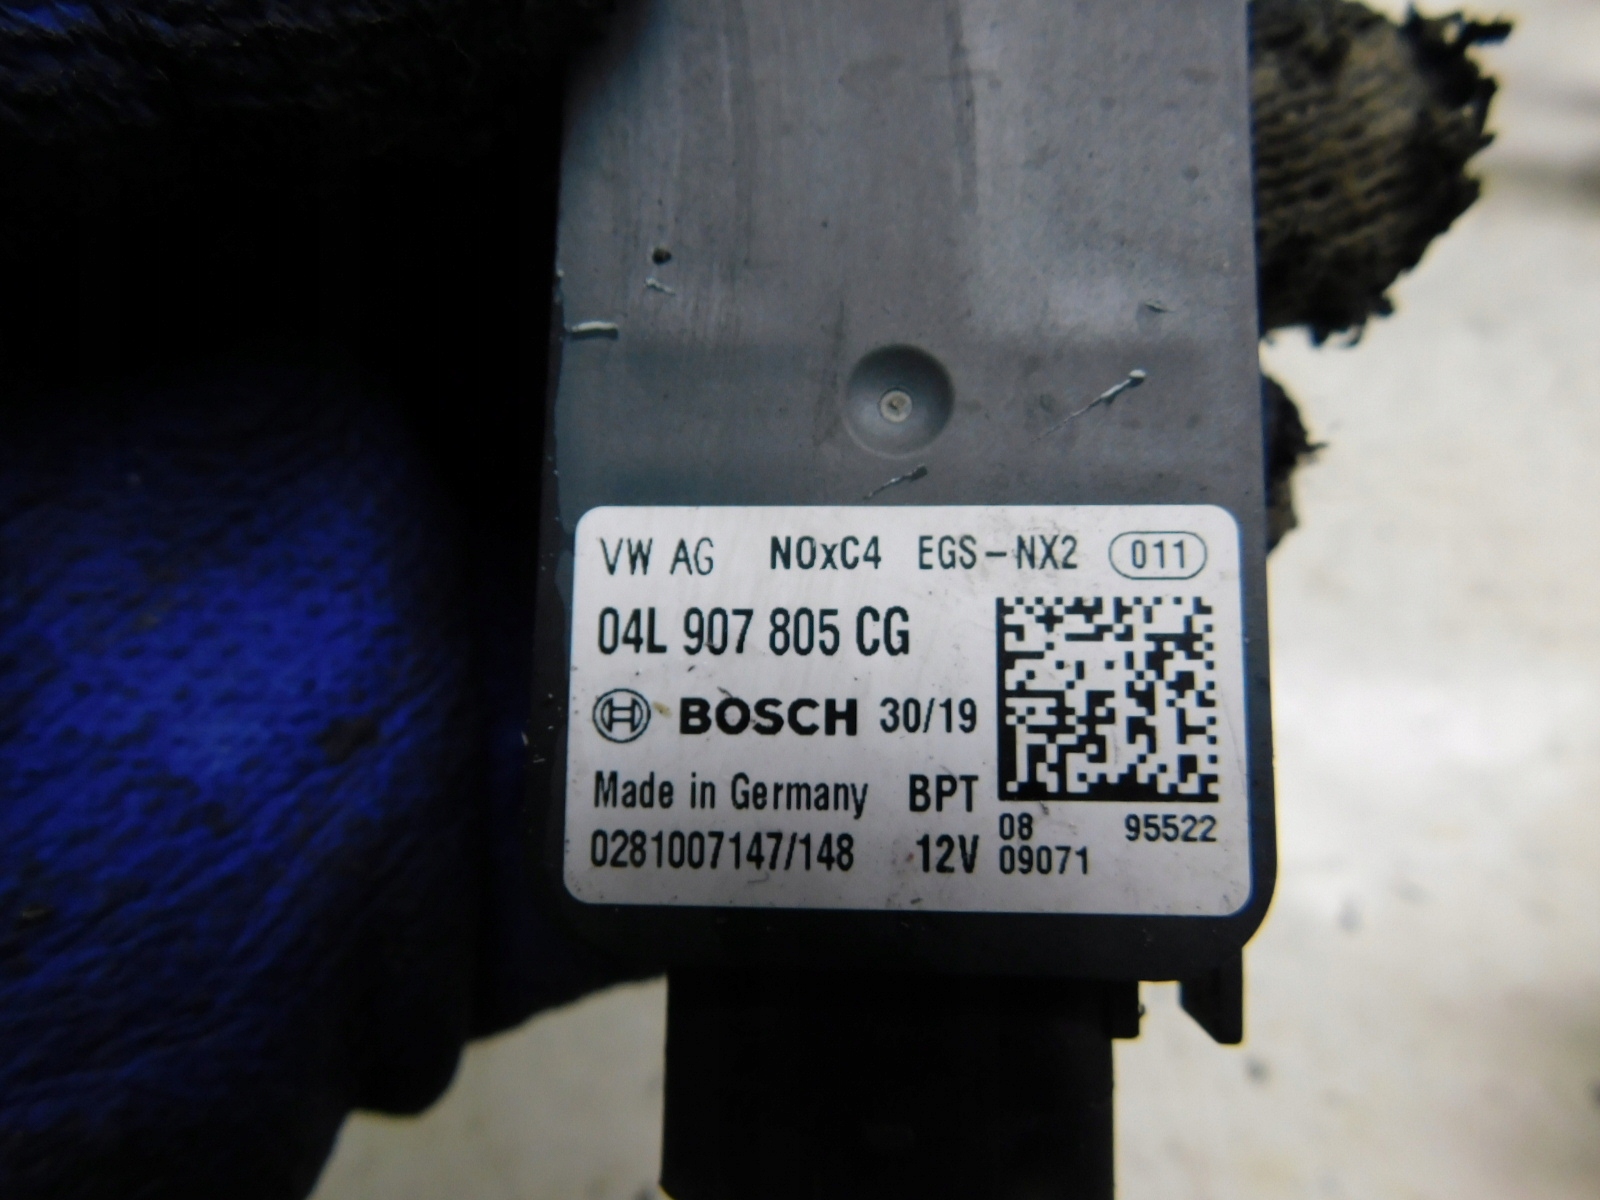 VW AG NOxC4 EGS-NX2 011
04L 907 805 CG
BOSCH 30/19
Made in Germany BPT
0281007147/148 12V
08 95522
09071